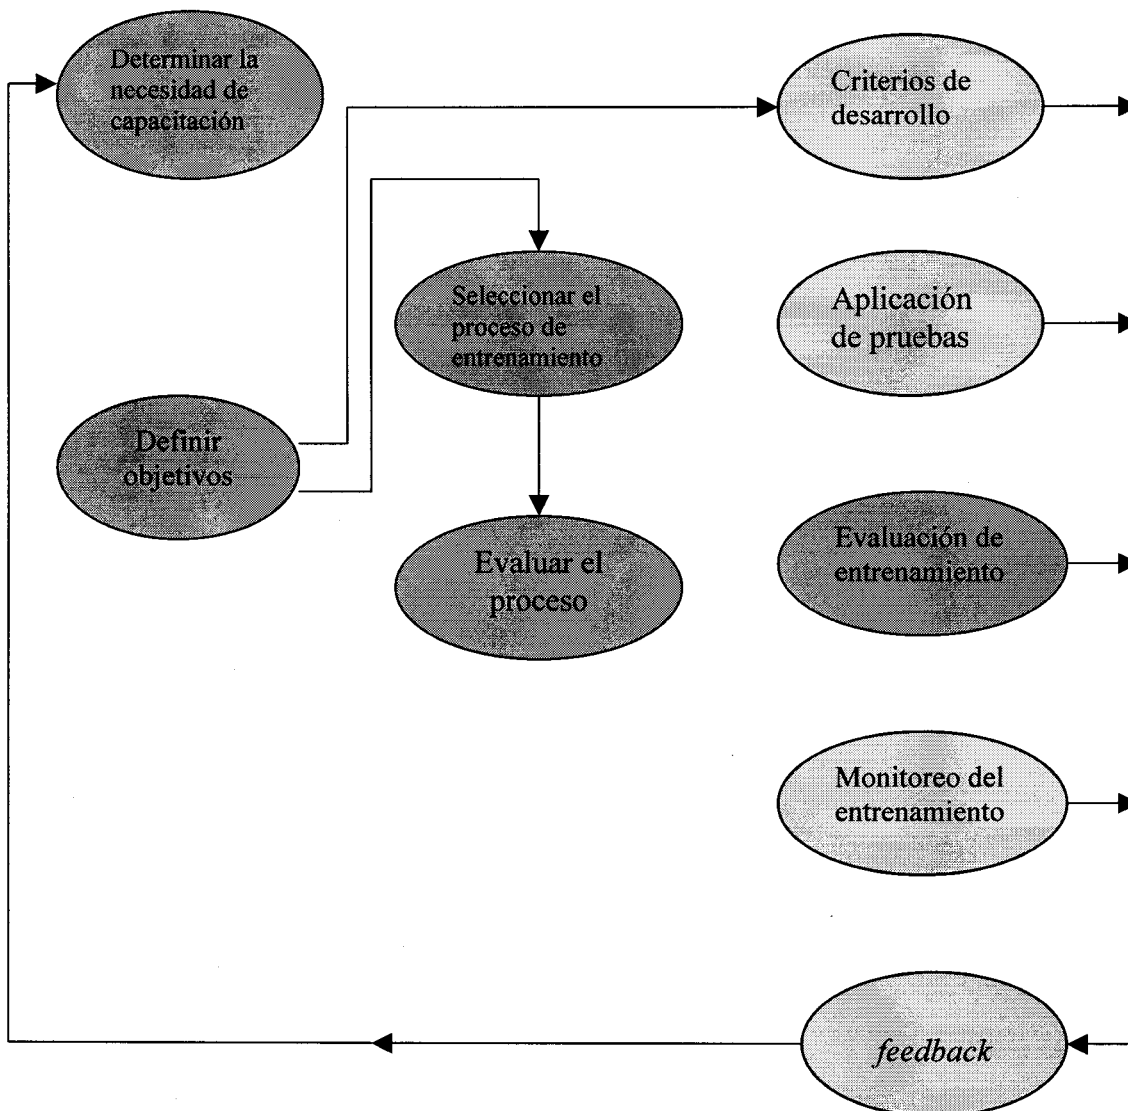 Determinar la
necesidad de
capacitación
Criterios de
desarrollo
Seleccionar el
proceso de
entrenamiento
Aplicación
de pruebas
Definir
objetivos
Evaluar el
proceso
Evaluación de
entrenamiento
Monitoreo del
entrenamiento
feedback